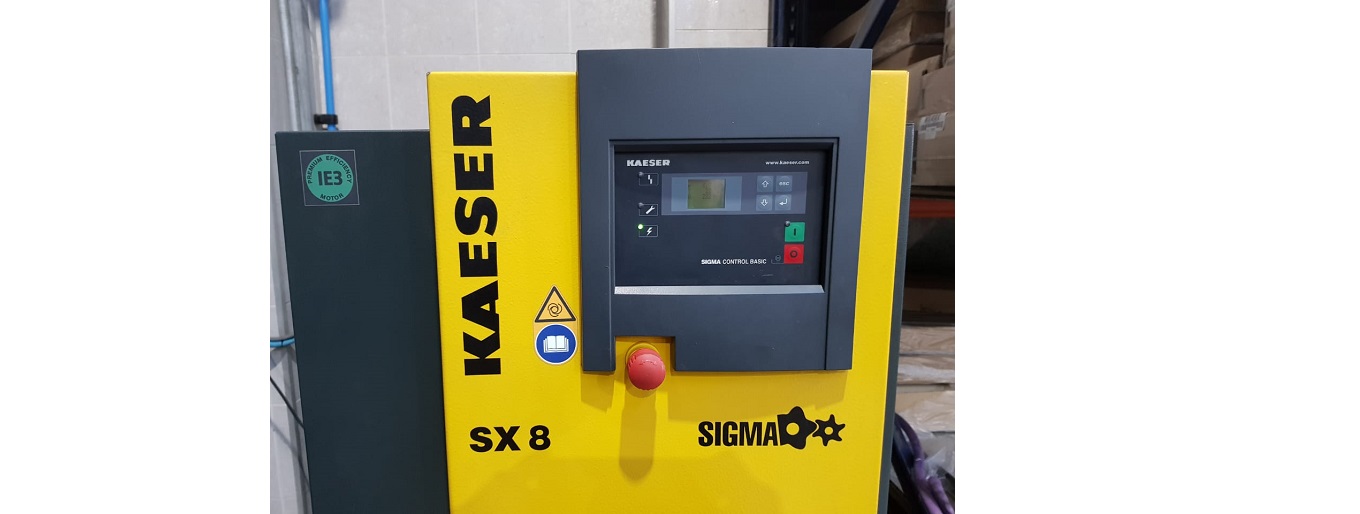 PREMIUM EFFICIENCY
IE3
MOTOR
KAESER
KAESER
www.kaeser.com
ESC
I
O
SIGMA CONTROL BASIC
SX 8
SIGMA